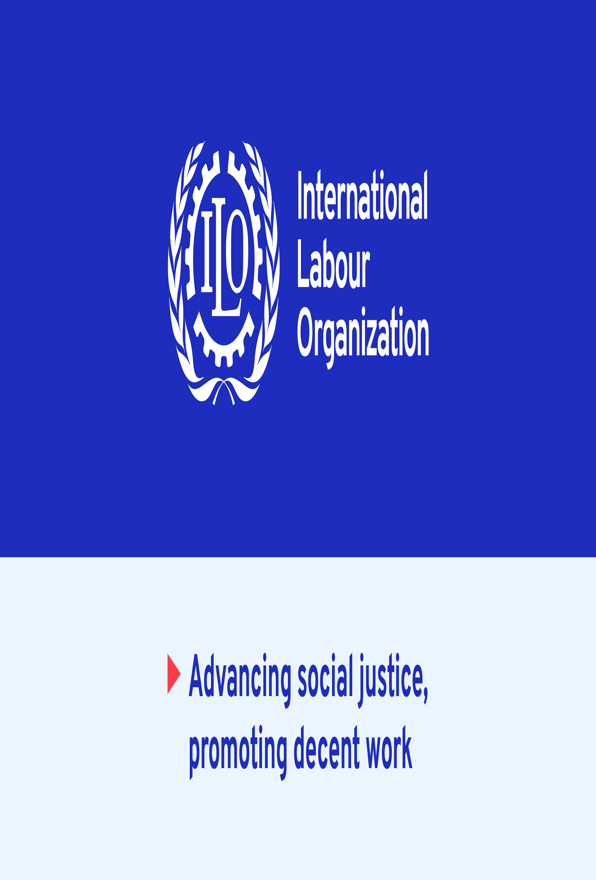 ILO
International
Labour
Organization
Advancing social justice,
promoting decent work